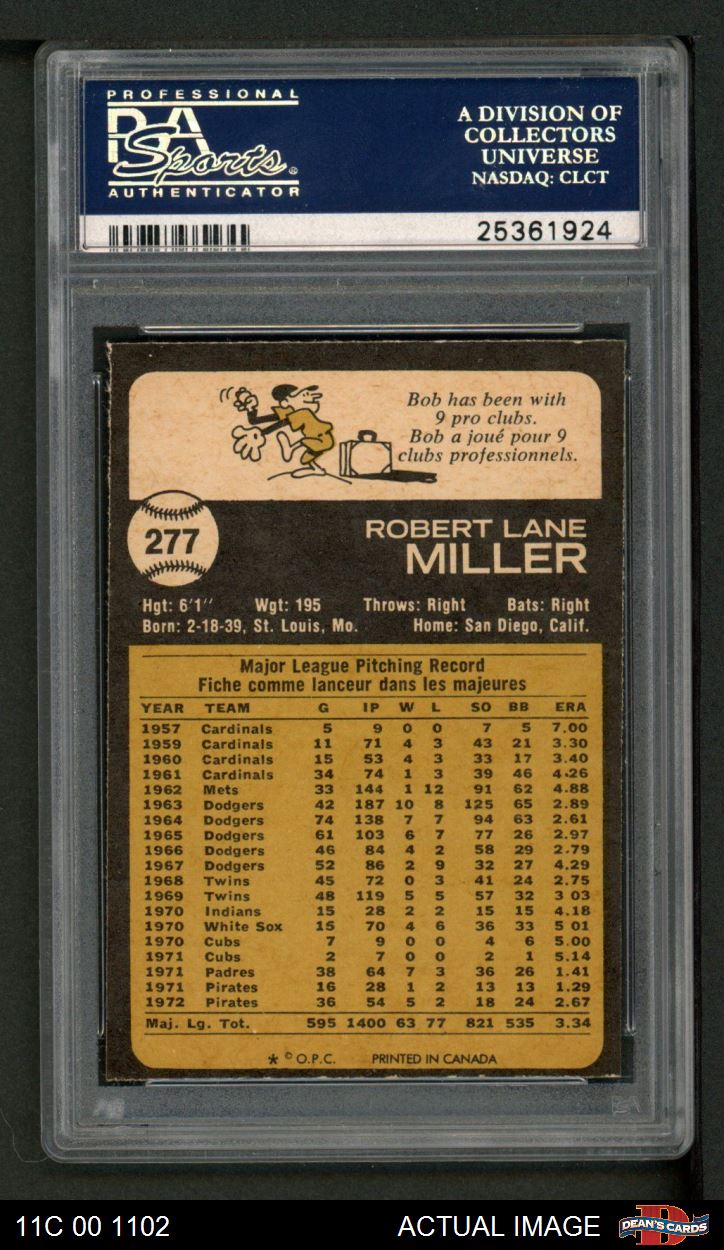 PROFESSIONAL
PSA
Sports
AUTHENTICATOR
A DIVISION OF
COLLECTORS
UNIVERSE
NASDAQ: CLCT
25361924
Bob has been with
9 pro clubs.
Bob a joué pour 9
clubs professionnels.
277
ROBERT LANE
MILLER
Hgt: 6'1" Wgt: 195 Throws: Right Bats: Right
Born: 2-18-39, St. Louis, Mo. Home: San Diego, Calif.
Major League Pitching Record
Fiche comme lanceur dans les majeures
YEAR TEAM G IP W L SO BB ERA
1957 Cardinals 5 9 0 0 7 5 7.00
1959 Cardinals 11 71 4 3 43 21 3.30
1960 Cardinals 15 53 4 3 33 17 3.40
1961 Cardinals 34 74 1 3 39 46 4.26
1962 Mets 33 144 1 12 91 62 4.88
1963 Dodgers 42 187 10 8 125 65 2.89
1964 Dodgers 74 138 7 7 94 63 2.61
1965 Dodgers 61 103 6 7 77 26 2.97
1966 Dodgers 46 84 4 2 58 29 2.79
1967 Dodgers 52 86 2 9 32 27 4.29
1968 Twins 45 72 0 3 41 24 2.75
1969 Twins 48 119 5 5 57 32 3 03
1970 Indians 15 28 2 2 15 15 4.18
1970 White Sox 15 70 4 6 36 33 5 01
1970 Cubs 7 9 0 0 4 6 5.00
1971 Cubs 2 7 0 0 2 1 5.14
1971 Padres 38 64 7 3 36 26 1.41
1971 Pirates 16 28 1 2 13 13 1.29
1972 Pirates 36 54 5 2 18 24 2.67
Maj. Lg. Tot. 595 1400 63 77 821 535 3.34
* © O.P.C. PRINTED IN CANADA
PSA
11C 00 1102 ACTUAL IMAGE DEAN'S CARDS